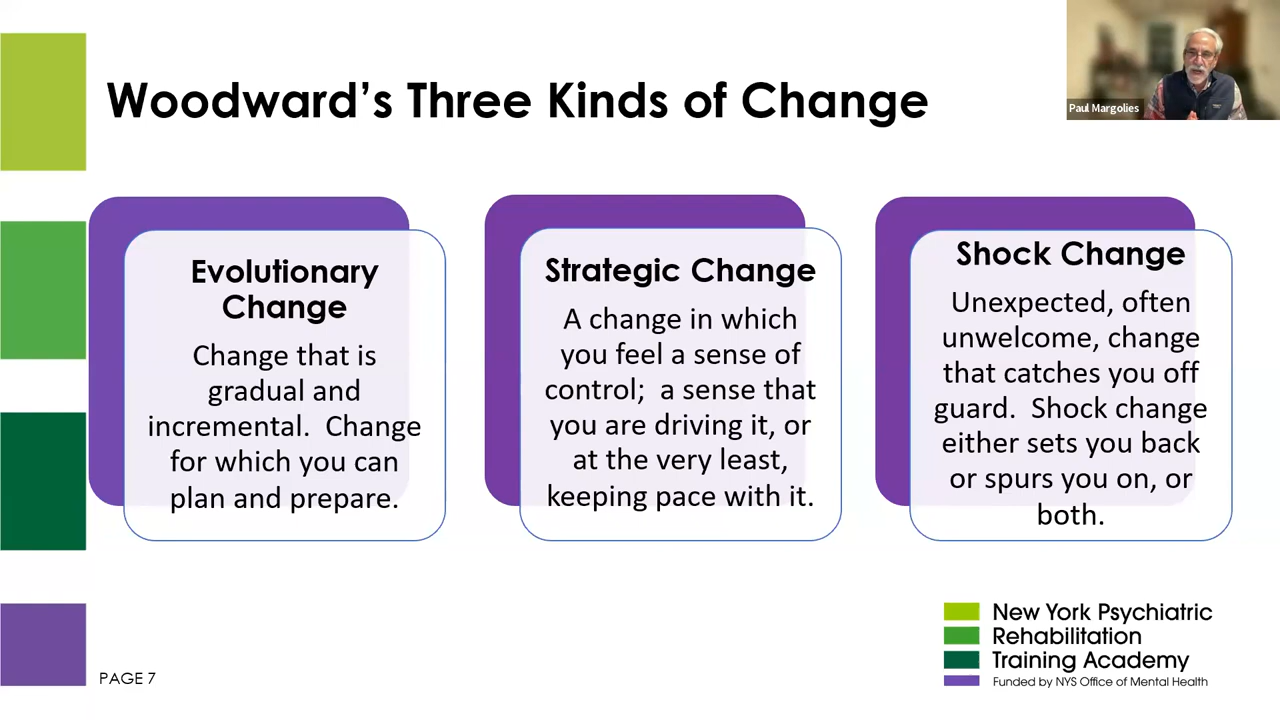 Woodward's Three Kinds of Change
Paul Margolies
Evolutionary
Change
Change that is
gradual and
incremental.  Change
for which you can
plan and prepare.
Strategic Change
A change in which
you feel a sense of
control;  a sense that
you are driving it, or
at the very least,
keeping pace with it.
Shock Change
Unexpected, often
unwelcome, change
that catches you off
guard.  Shock change
either sets you back
or spurs you on, or
both.
New York Psychiatric
Rehabilitation
Training Academy
Funded by NYS Office of Mental Health
PAGE 7